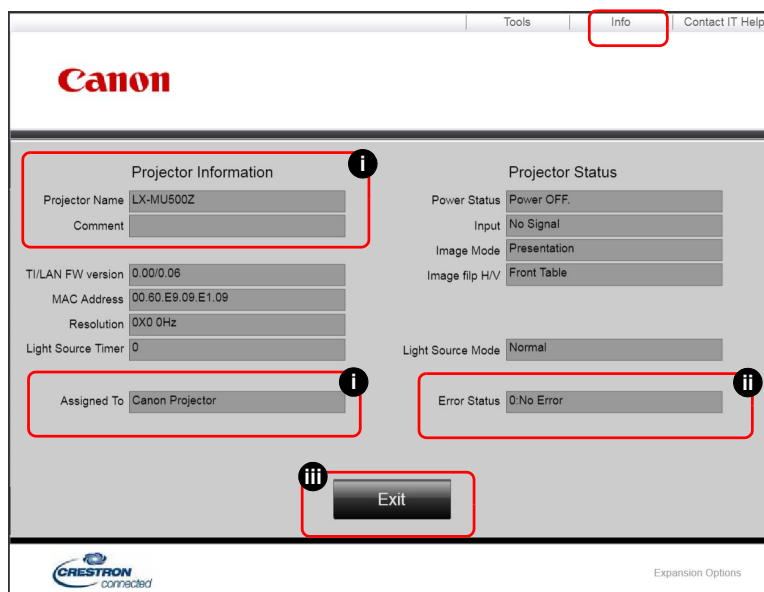 Tools Info Contact IT Help
Canon
i
Projector Information
Projector Name LX-MU500Z
Comment
TI/LAN FW version 0.00/0.06
MAC Address 00.60.E9.09.E1.09
Resolution 0X0 0Hz
Light Source Timer 0
i
Assigned To Canon Projector
Projector Status
Power Status Power OFF.
Input No Signal
Image Mode Presentation
Image filp H/V Front Table
Light Source Mode Normal
ii
Error Status 0:No Error
iii
Exit
CRESTRON
connected
Expansion Options